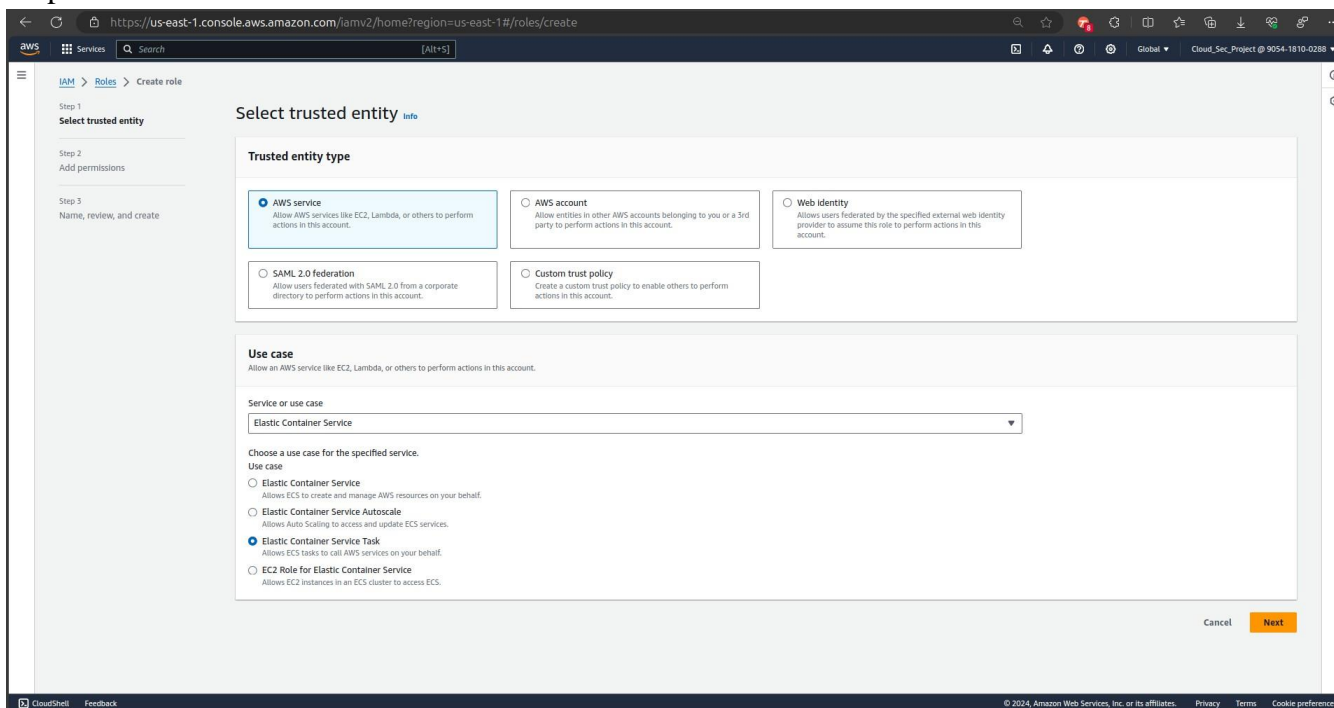 https://us-east-1.console.aws.amazon.com/iamv2/home?region=us-east-1#/roles/create
aws Services Search [Alt+S] Global Cloud_Sec_Project @ 9054-1810-0288
IAM > Roles > Create role
Step 1
Select trusted entity
Step 2
Add permissions
Step 3
Name, review, and create
Select trusted entity Info
Trusted entity type
AWS service
Allow AWS services like EC2, Lambda, or others to perform
actions in this account.
AWS account
Allow entities in other AWS accounts belonging to you or a 3rd
party to perform actions in this account.
Web identity
Allows users federated by the specified external web identity
provider to assume this role to perform actions in this
account.
SAML 2.0 federation
Allow users federated with SAML 2.0 from a corporate
directory to perform actions in this account.
Custom trust policy
Create a custom trust policy to enable others to perform
actions in this account.
Use case
Allow an AWS service like EC2, Lambda, or others to perform actions in this account.
Service or use case
Elastic Container Service
Choose a use case for the specified service.
Use case
Elastic Container Service
Allows ECS to create and manage AWS resources on your behalf.
Elastic Container Service Autoscale
Allows Auto Scaling to access and update ECS services.
Elastic Container Service Task
Allows ECS tasks to call AWS services on your behalf.
EC2 Role for Elastic Container Service
Allows EC2 instances in an ECS cluster to access ECS.
Cancel Next
CloudShell Feedback © 2024, Amazon Web Services, Inc. or its affiliates. Privacy Terms Cookie preference